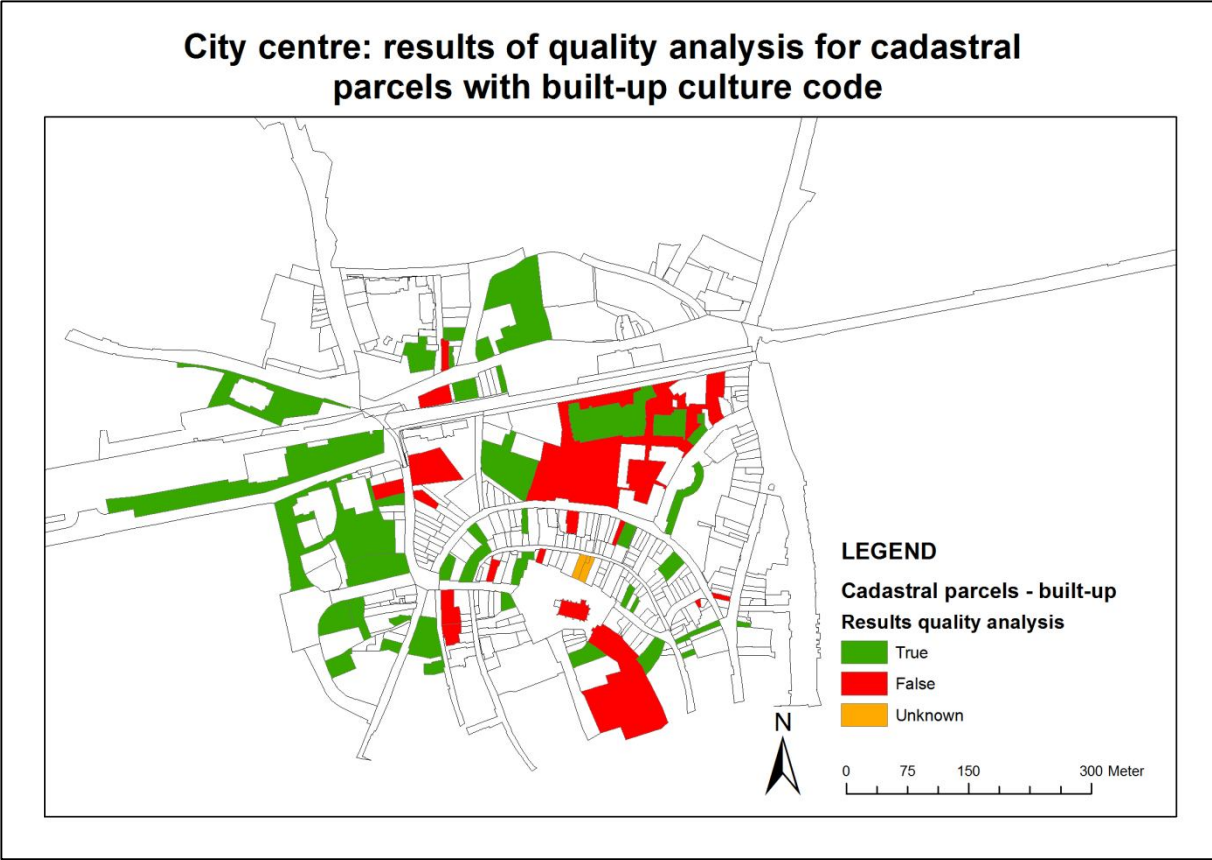 City centre: results of quality analysis for cadastral
parcels with built-up culture code
LEGEND
Cadastral parcels - built-up
Results quality analysis
True
False
Unknown
N
0 75 150 300 Meter